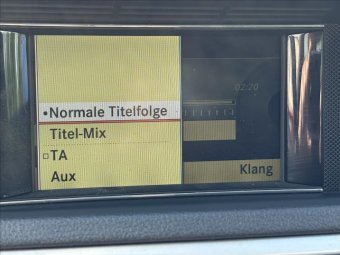 02:20
•Normale Titelfolge
Titel-Mix
□TA
Aux
Klang